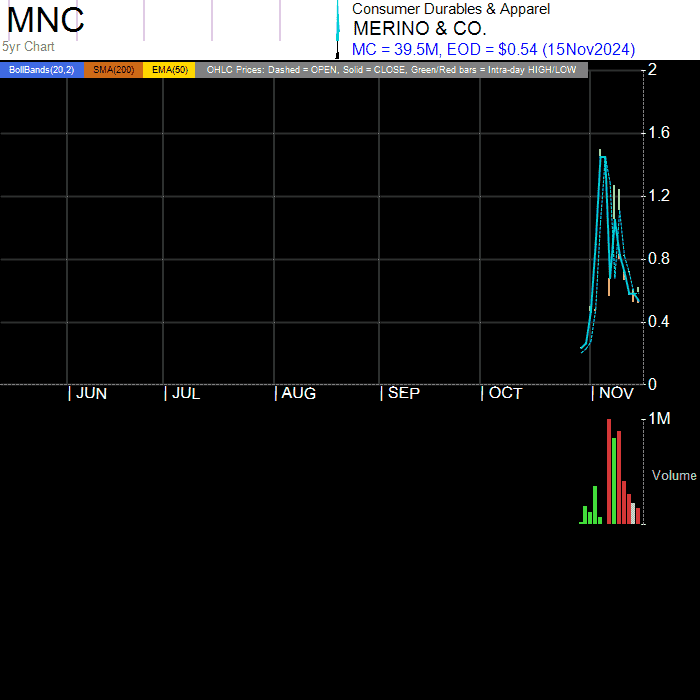 MNC
5yr Chart
Consumer Durables & Apparel
MERINO & CO.
MC = 39.5M, EOD = $0.54 (15Nov2024)
BollBands(20,2) SMA(200) EMA(50) OHLC Prices: Dashed = OPEN, Solid = CLOSE, Green/Red bars = Intra-day HIGH/LOW
2
1.6
1.2
0.8
0.4
0
| JUN | JUL | AUG | SEP | OCT | NOV
1M
Volume